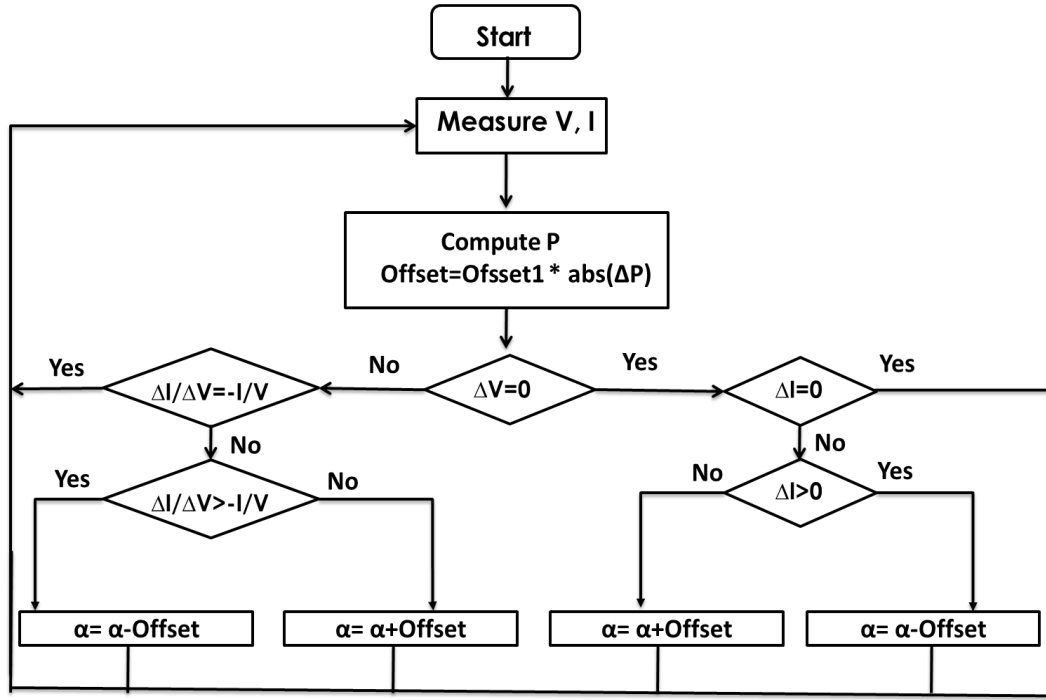 Start
Measure V, I
Compute P
Offset=Ofsset1 * abs(ΔP)
Yes
No
Yes
Yes
ΔI/ΔV=-I/V
ΔV=0
ΔI=0
No
No
Yes
No
No
Yes
ΔI/ΔV>-I/V
ΔI>0
α= α-Offset
α= α+Offset
α= α+Offset
α= α-Offset